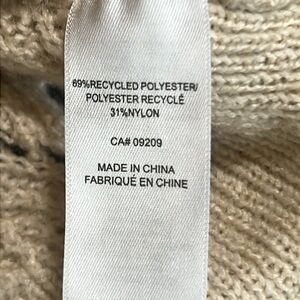 69%RECYCLED POLYESTER/
POLYESTER RECYCLÉ
31%NYLON
CA# 09209
MADE IN CHINA
FABRIQUÉ EN CHINE